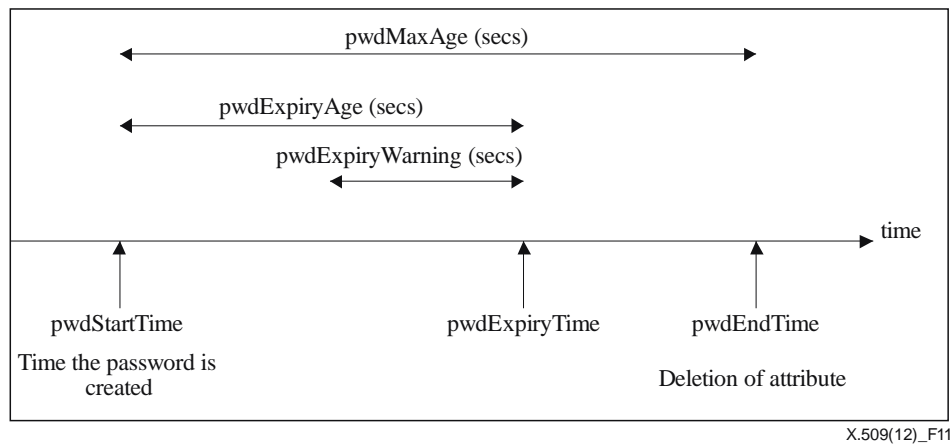 pwdMaxAge (secs)
pwdExpiryAge (secs)
pwdExpiryWarning (secs)
time
pwdStartTime
pwdExpiryTime
pwdEndTime
Time the password is
created
Deletion of attribute
X.509(12)_F11